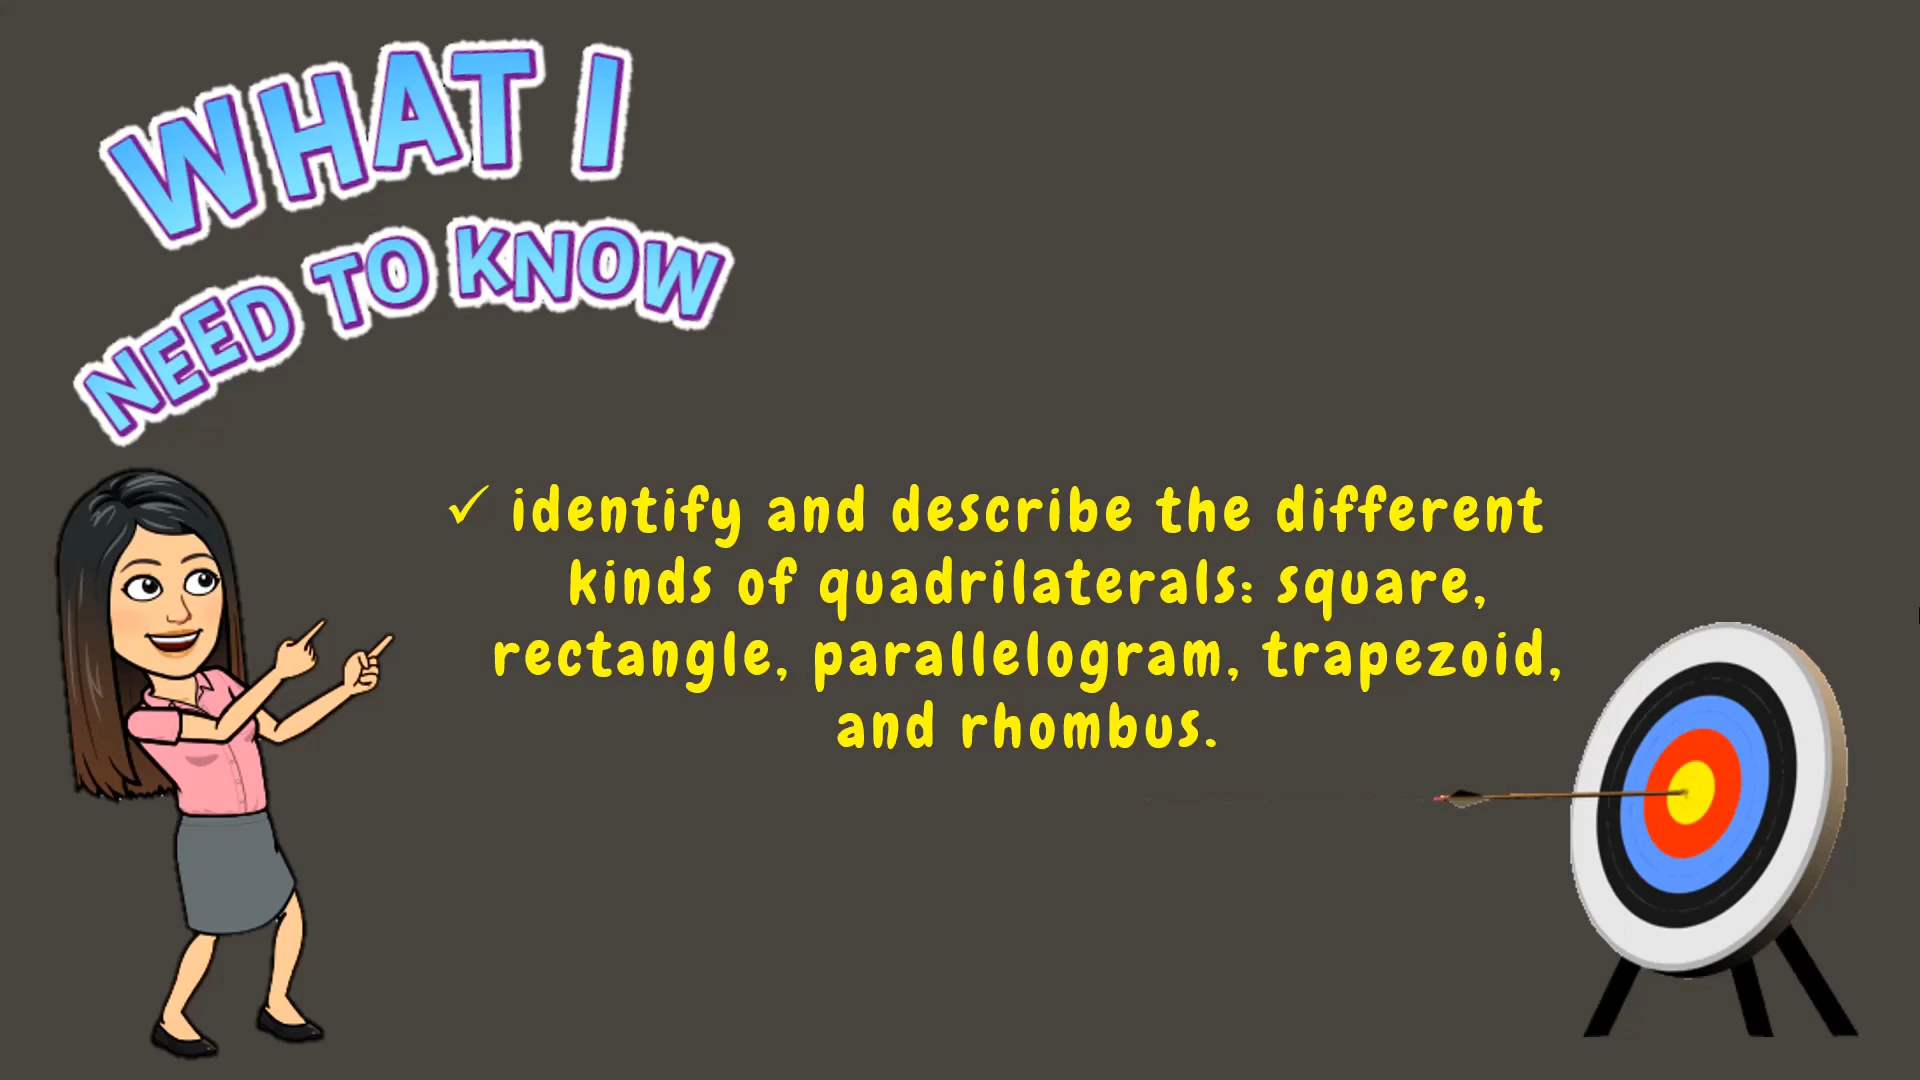 WHAT I
NEED TO KNOW
✓ identify and describe the different
kinds of quadrilaterals: square,
rectangle, parallelogram, trapezoid,
and rhombus.